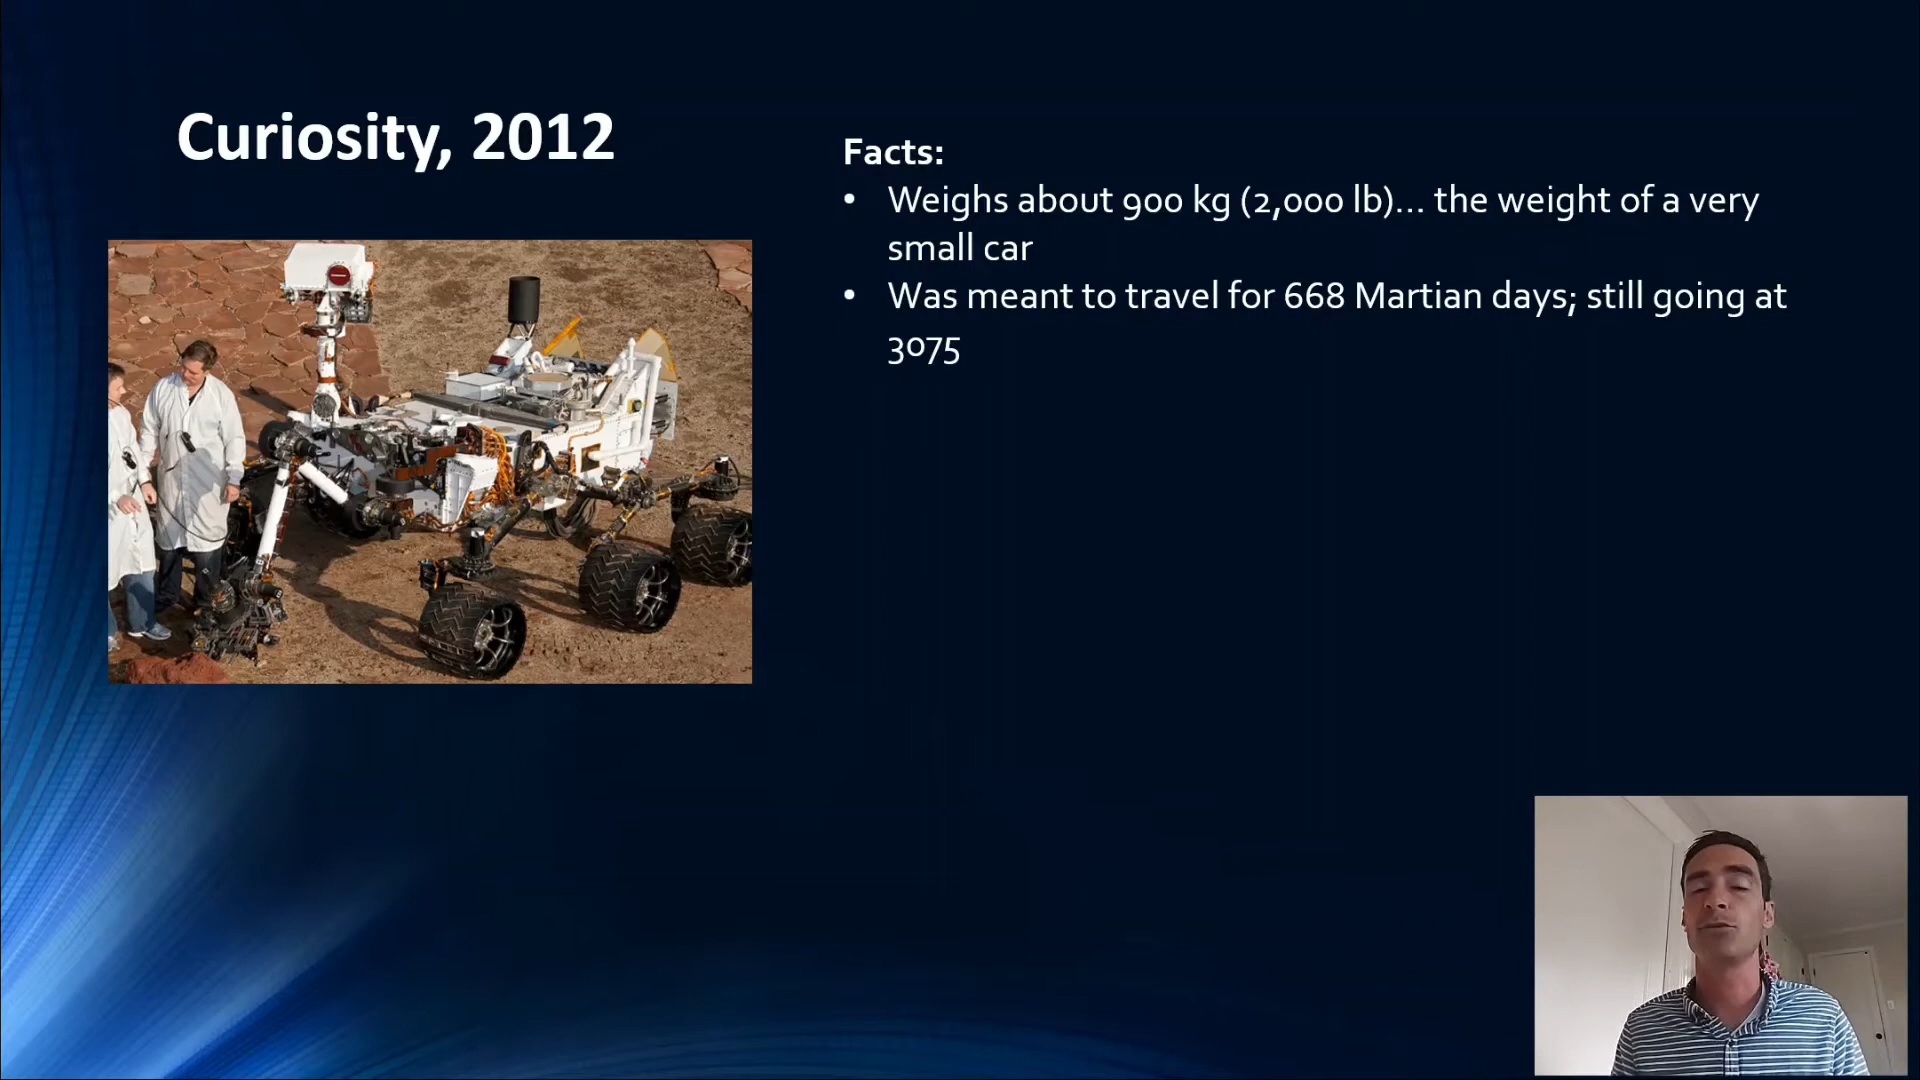 Curiosity, 2012
Facts:
• Weighs about 900 kg (2,000 lb)... the weight of a very
small car
• Was meant to travel for 668 Martian days; still going at
3075